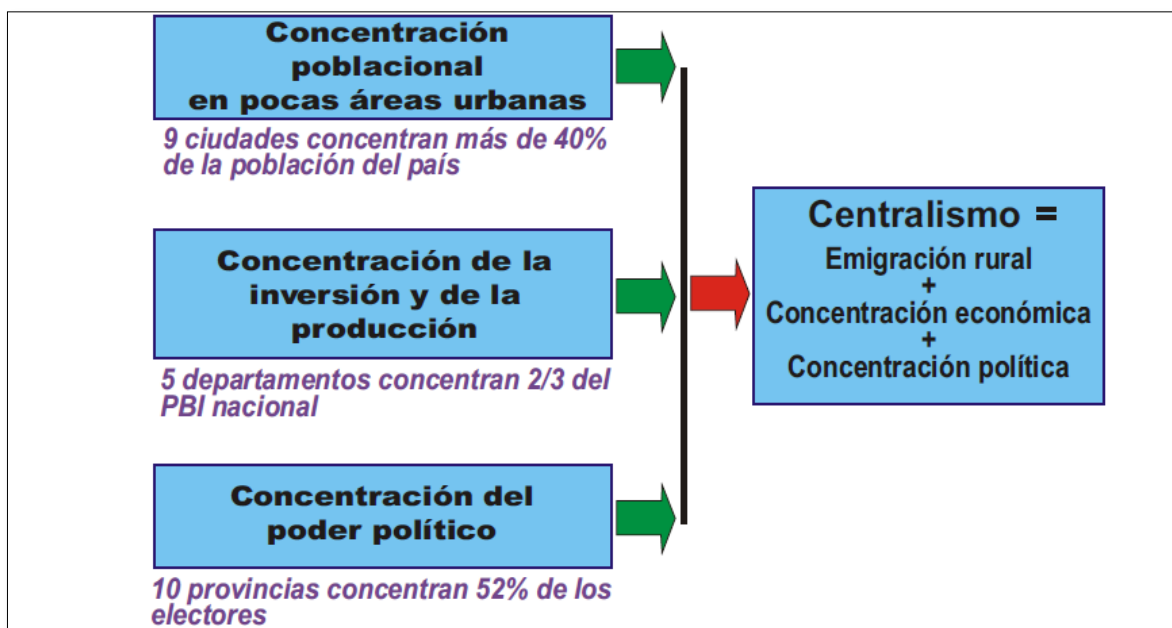 Concentración
poblacional
en pocas áreas urbanas
9 ciudades concentran más de 40%
de la población del país
Concentración de la
inversión y de la
producción
5 departamentos concentran 2/3 del
PBI nacional
Concentración del
poder político
10 provincias concentran 52% de los
electores
Centralismo =
Emigración rural
+
Concentración económica
+
Concentración política